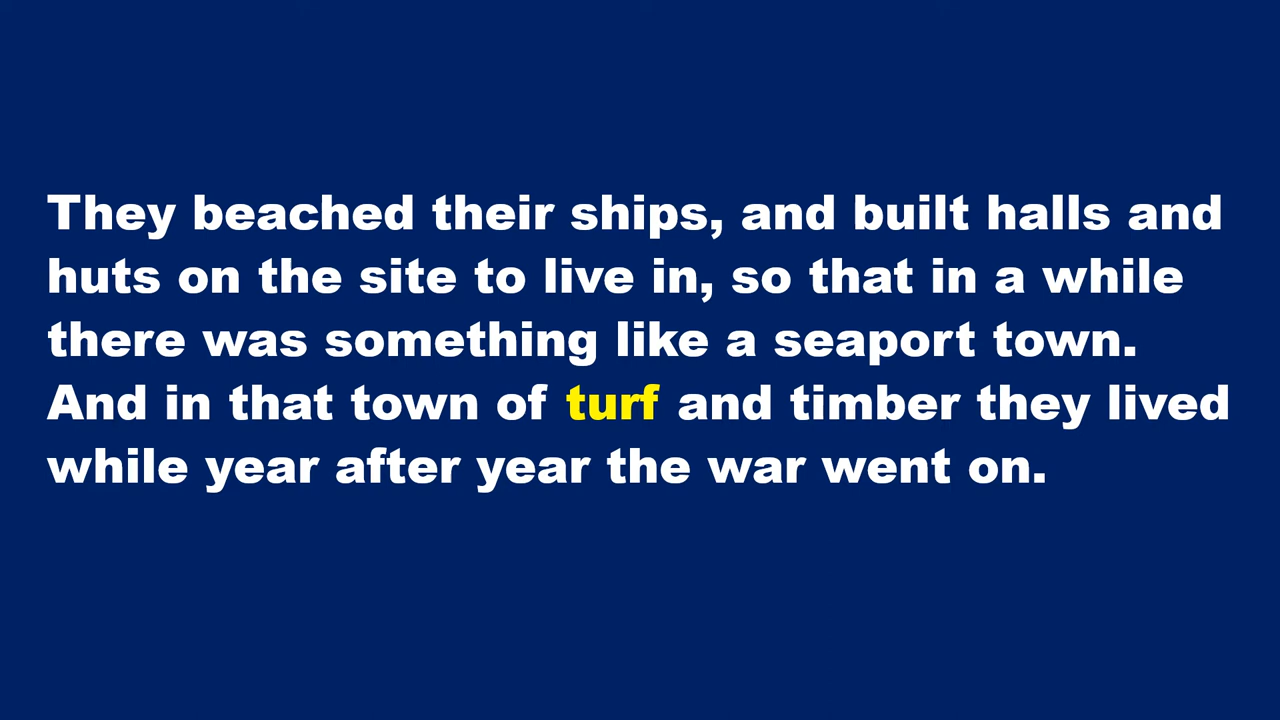 They beached their ships, and built halls and
huts on the site to live in, so that in a while
there was something like a seaport town.
And in that town of turf and timber they lived
while year after year the war went on.